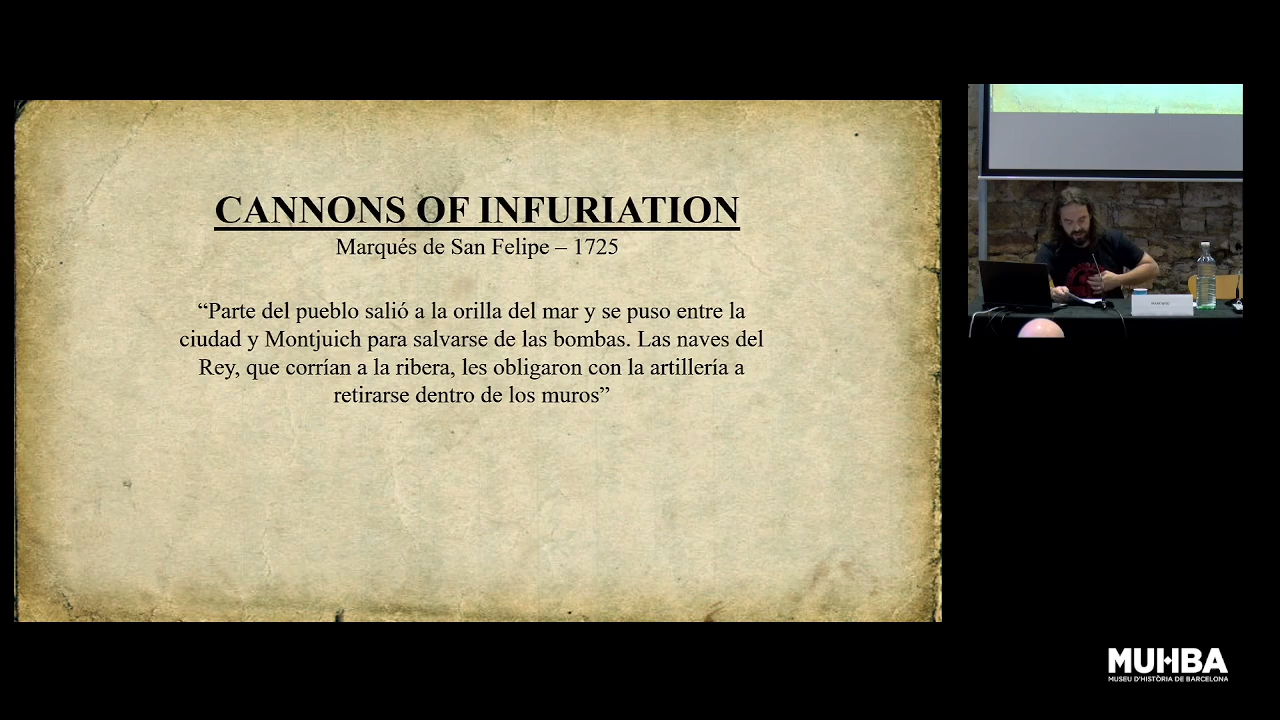 CANNONS OF INFURIATION
Marqués de San Felipe – 1725
“Parte del pueblo salió a la orilla del mar y se puso entre la
ciudad y Montjuich para salvarse de las bombas. Las naves del
Rey, que corrían a la ribera, les obligaron con la artillería a
retirarse dentro de los muros”
MUHBA
MUSEU D'HISTÒRIA DE BARCELONA